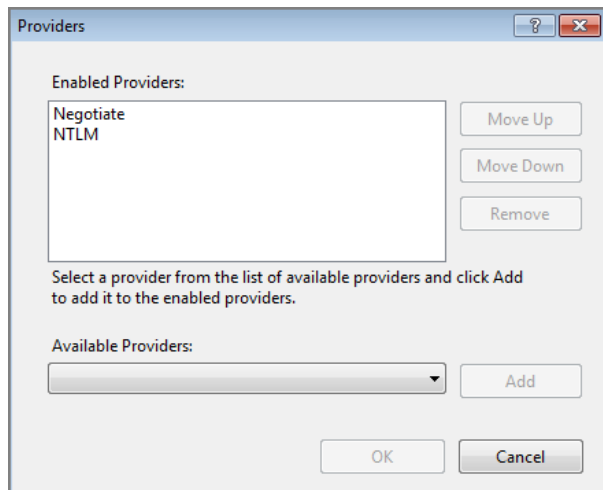 Providers
?
Enabled Providers:
Negotiate
NTLM
Move Up
Move Down
Remove
Select a provider from the list of available providers and click Add
to add it to the enabled providers.
Available Providers:
Add
OK
Cancel